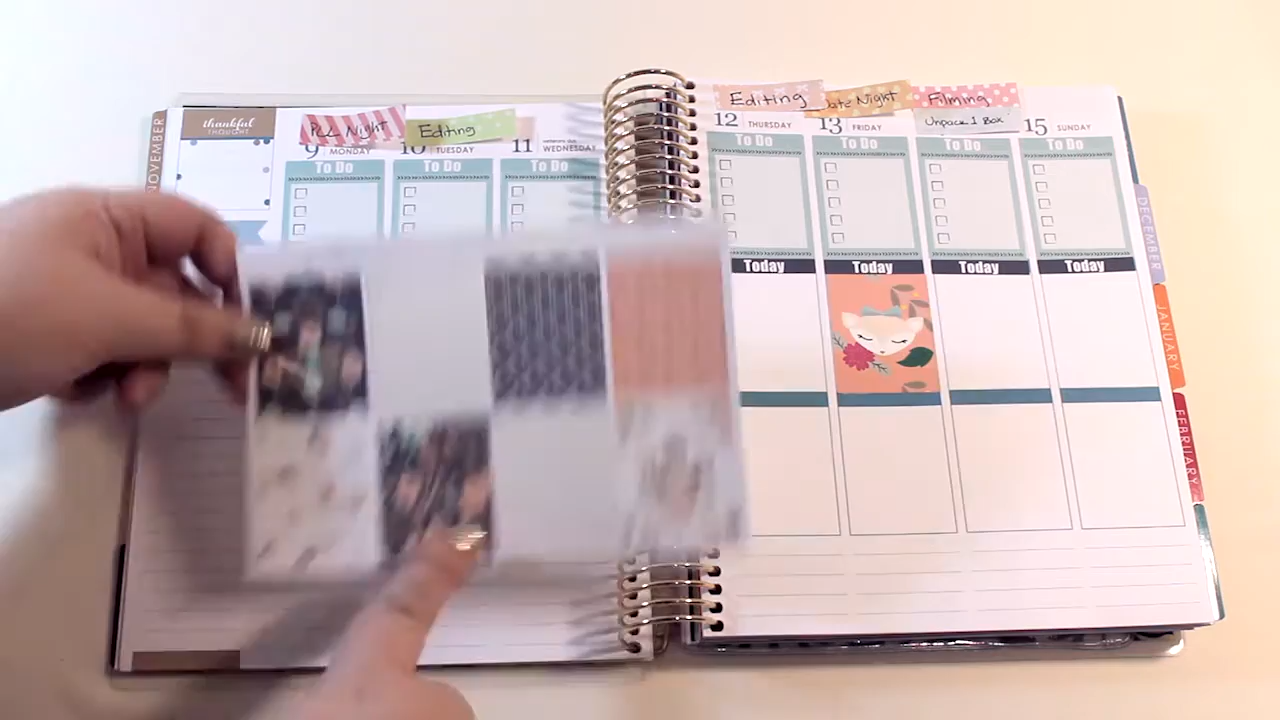 NOVEMBER
thankful
THOUGHT
PLL Night
Editing
9 MONDAY
10 TUESDAY
11 WEDNESDAY
To Do
To Do
To Do
Editing
Date Night
Filming
Unpack 1 Box
12 THURSDAY
13 FRIDAY
15 SUNDAY
To Do
To Do
To Do
To Do
Today
Today
Today
Today
DECEMBER
JANUARY
FEBRUARY